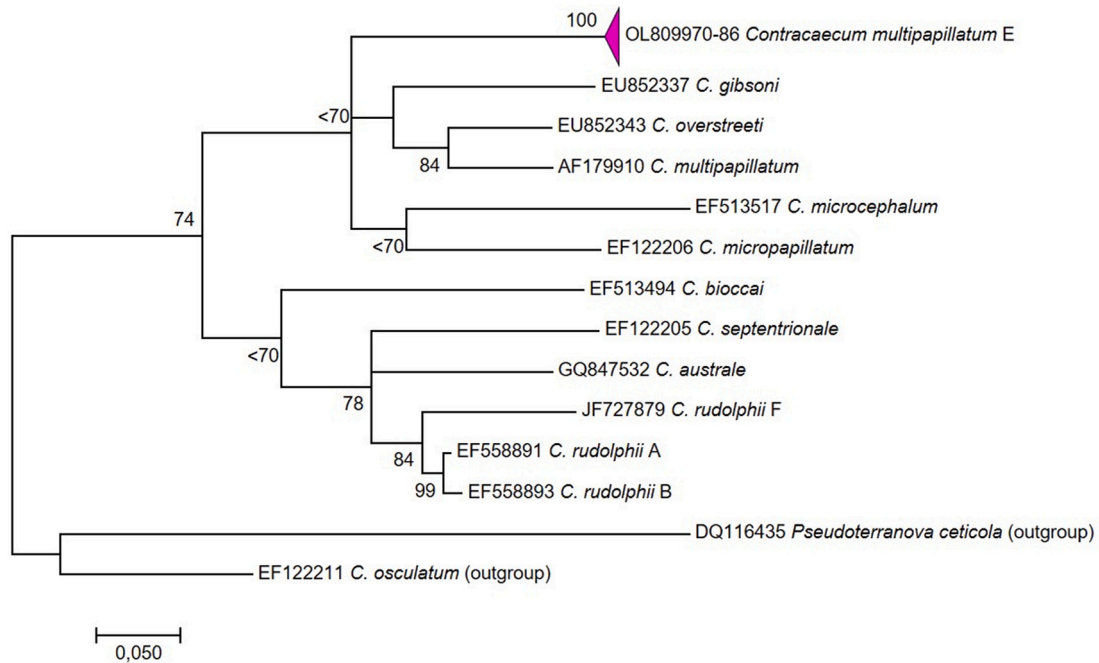 100
OL809970-86 Contracaecum multipapillatum E
EU852337 C. gibsoni
<70
EU852343 C. overstreeti
84
AF179910 C. multipapillatum
EF513517 C. microcephalum
74
<70
EF122206 C. micropapillatum
EF513494 C. bioccai
EF122205 C. septentrionale
<70
GQ847532 C. australe
78
JF727879 C. rudolphii F
EF558891 C. rudolphii A
84
99
EF558893 C. rudolphii B
DQ116435 Pseudoterranova ceticola (outgroup)
EF122211 C. osculatum (outgroup)
0,050